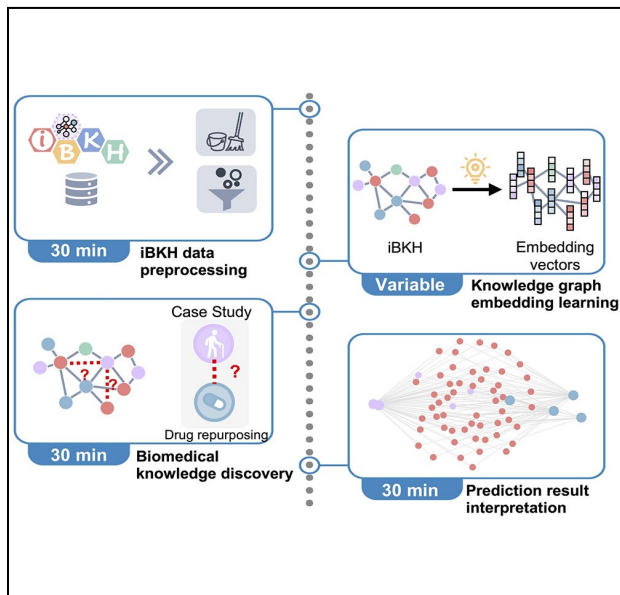 i B K H
30 min
iBKH data
preprocessing
iBKH
Embedding
vectors
Variable
Knowledge graph
embedding learning
Case Study
?
?
?
Drug repurposing
30 min
Biomedical
knowledge discovery
30 min
Prediction result
interpretation